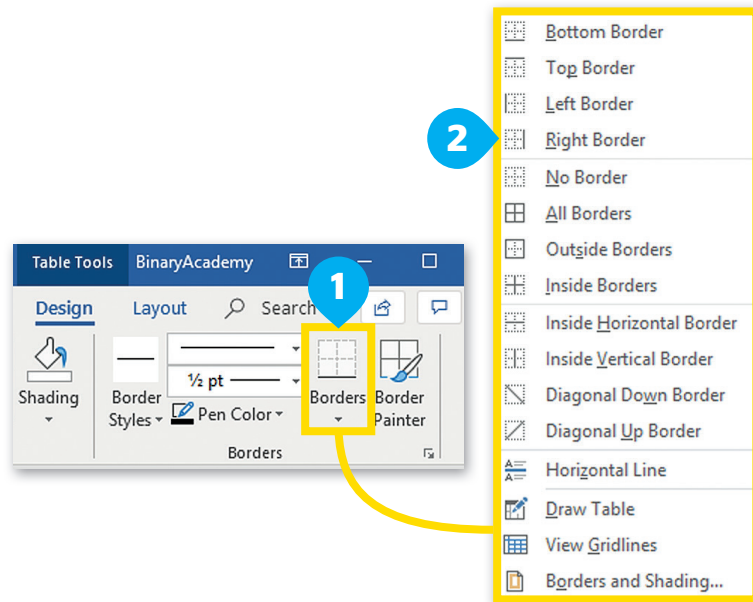 Bottom Border
Top Border
Left Border
2
Right Border
No Border
All Borders
Outside Borders
Inside Borders
Inside Horizontal Border
Inside Vertical Border
Diagonal Down Border
Diagonal Up Border
Horizontal Line
Draw Table
View Gridlines
Borders and Shading...
Table Tools BinaryAcademy
1
Design Layout Search
½ pt
Shading
Border
Styles
Pen Color
Borders
Border
Painter
Borders